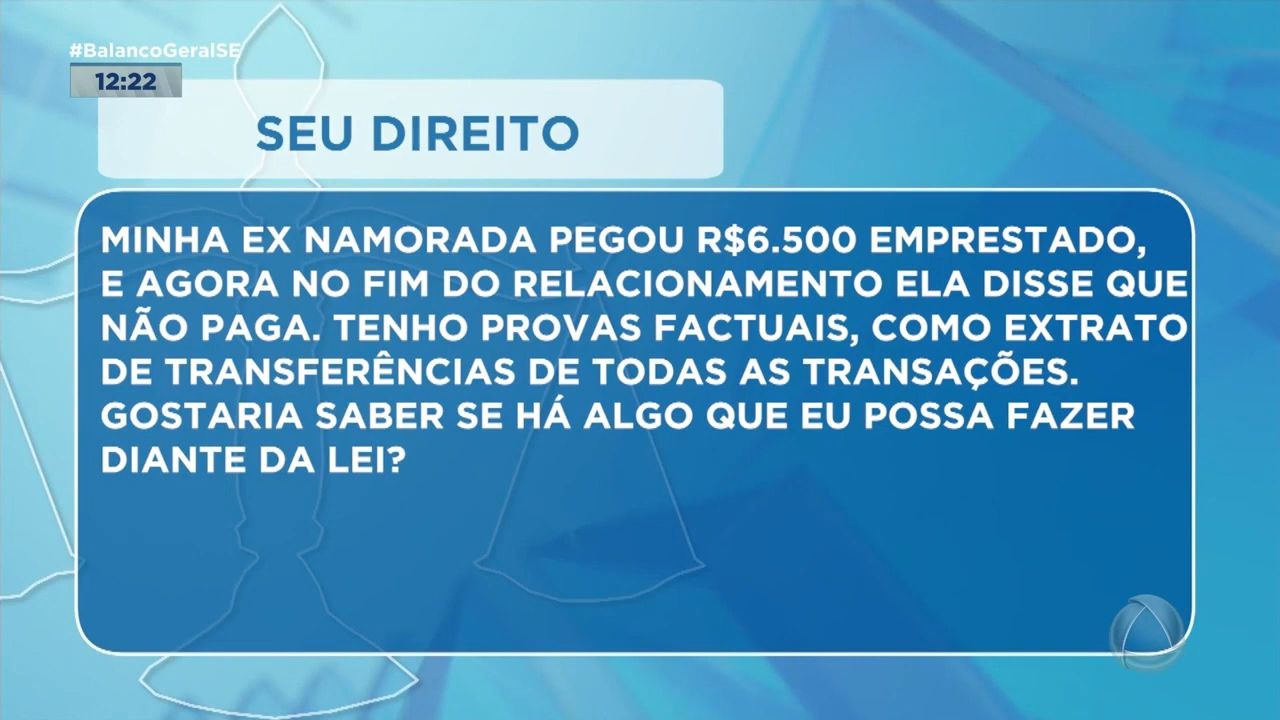 #BalancoGeralSE
12:22
SEU DIREITO
MINHA EX NAMORADA PEGOU R$6.500 EMPRESTADO,
E AGORA NO FIM DO RELACIONAMENTO ELA DISSE QUE
NÃO PAGA. TENHO PROVAS FACTUAIS, COMO EXTRATO
DE TRANSFERÊNCIAS DE TODAS AS TRANSAÇÕES.
GOSTARIA SABER SE HÁ ALGO QUE EU POSSA FAZER
DIANTE DA LEI?